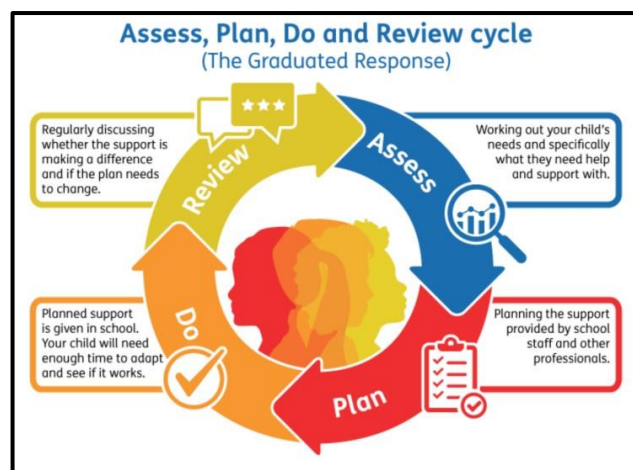 Assess, Plan, Do and Review cycle
(The Graduated Response)
Regularly discussing
whether the support is
making a difference
and if the plan needs
to change.
Review
Assess
Working out your child's
needs and specifically
what they need help
and support with.
Planned support
is given in school.
Your child will need
enough time to adapt
and see if it works.
Do
Plan
Planning the support
provided by school
staff and other
professionals.